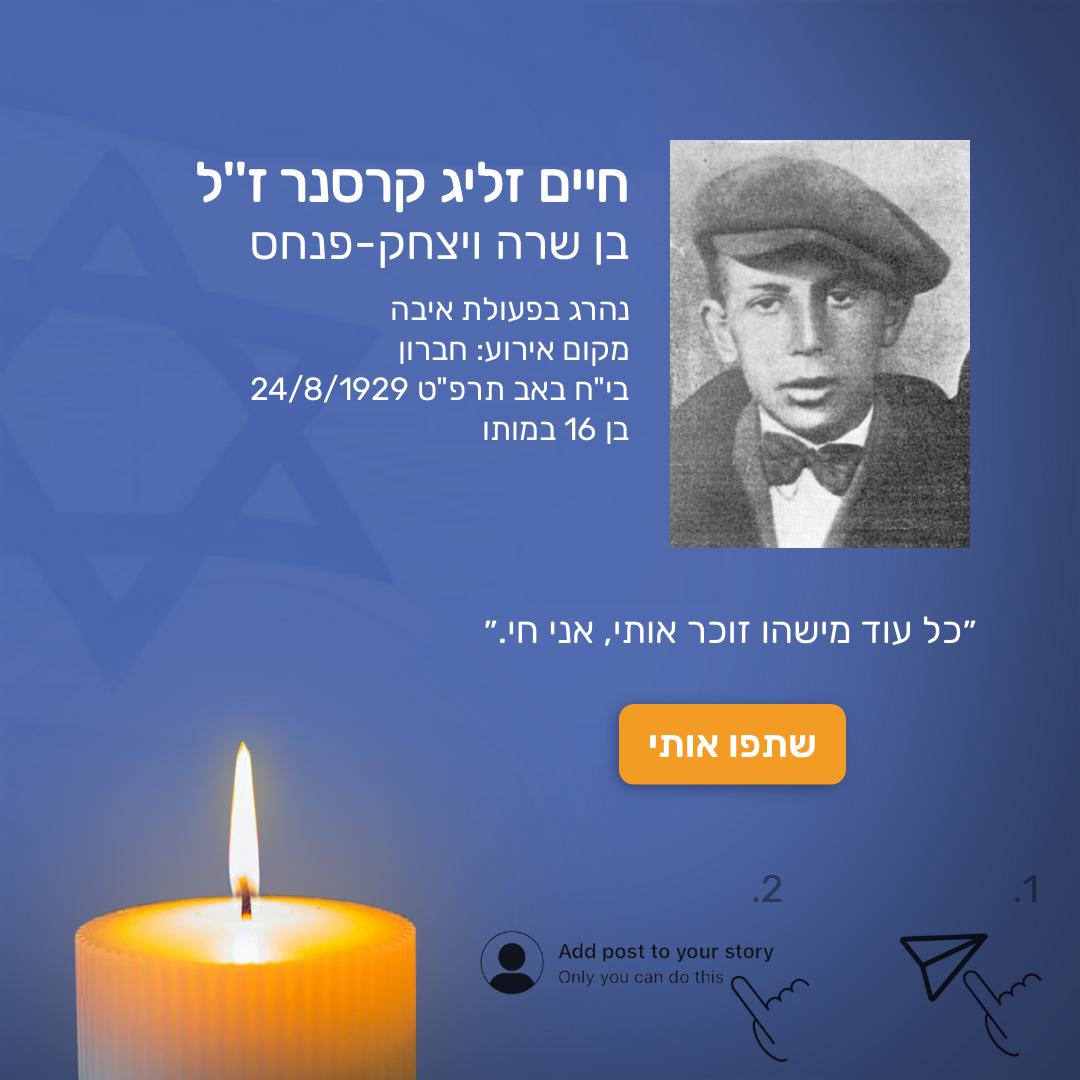 חיים זליג קרסנר ז"ל
בן שרה ויצחק-פנחס
נהרג בפעולת איבה
מקום אירוע: חברון
בי"ח באב תרפ"ט 24/8/1929
בן 16 במותו
״כל עוד מישהו זוכר אותי, אני חי.״
שתפו אותי
1.
2.
Add post to your story
Only you can do this